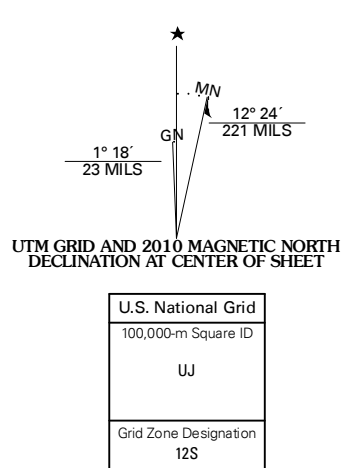 MN
12° 24´
221 MILS
GN
1° 18´
23 MILS
UTM GRID AND 2010 MAGNETIC NORTH
DECLINATION AT CENTER OF SHEET
U.S. National Grid
100,000-m Square ID
UJ
Grid Zone Designation
12S